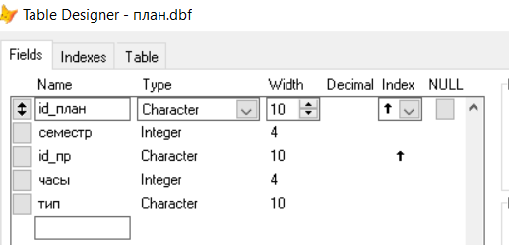 Table Designer - план.dbf
Fields Indexes Table
Name Type Width Decimal Index NULL
id_план Character 10
семестр Integer 4
id_пр Character 10
часы Integer 4
тип Character 10